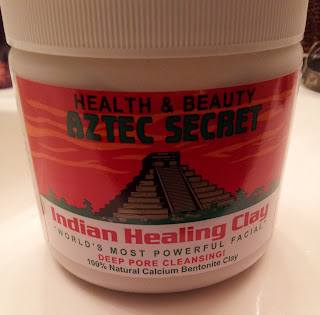 HEALTH & BEAUTY
AZTEC SECRET
Indian Healing Clay
"WORLD'S MOST POWERFUL FACIAL"
DEEP PORE CLEANSING!
100% Natural Calcium Bentonite Clay